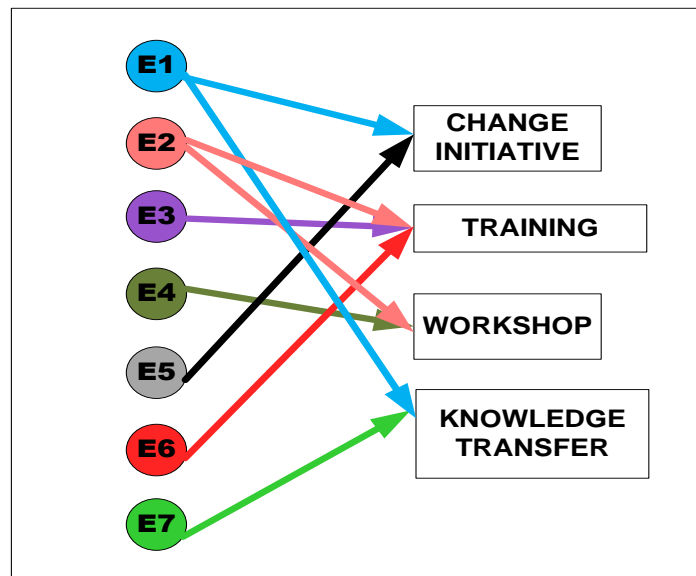 E1
E2
E3
E4
E5
E6
E7
CHANGE
INITIATIVE
TRAINING
WORKSHOP
KNOWLEDGE
TRANSFER